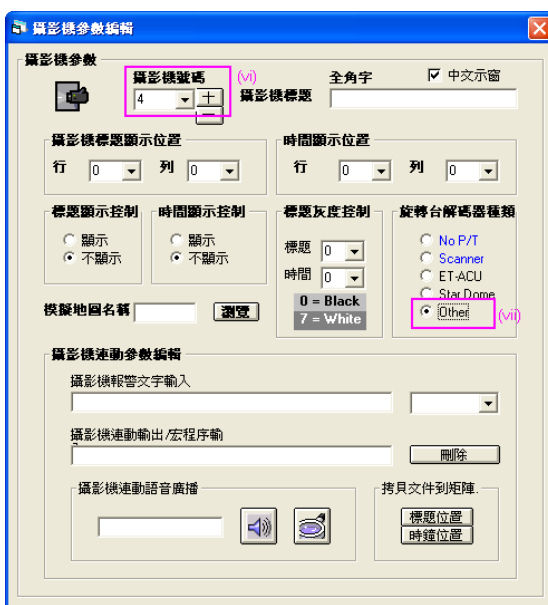 攝影機參數編輯
攝影機參數
攝影機號碼 (vi) 全角字 中文示窗
4 + 攝影機標題
−
攝影機標題顯示位置 時間顯示位置
行 0 列 0 行 0 列 0
標題顯示控制 時間顯示控制 標題灰度控制 旋轉台解碼器種類
顯示 顯示 標題 0 No P/T
不顯示 不顯示 Scanner
時間 0 ET-ACU
Star Dome
模擬地圖名稱 瀏覽 0 = Black Other (vii)
7 = White
攝影機連動參數編輯
攝影機報警文字輸入
攝影機連動輸出/宏程序輸
刪除
攝影機連動語音廣播 拷貝文件到矩陣.
標題位置
時鐘位置